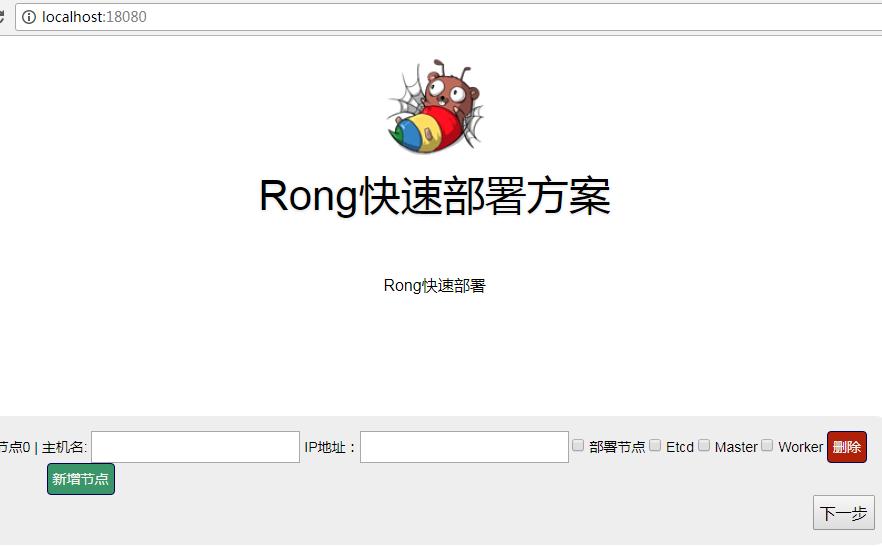 localhost:18080
Rong快速部署方案
Rong快速部署
节点0 | 主机名: IP地址： 部署节点 Etcd Master Worker 删除
新增节点
下一步